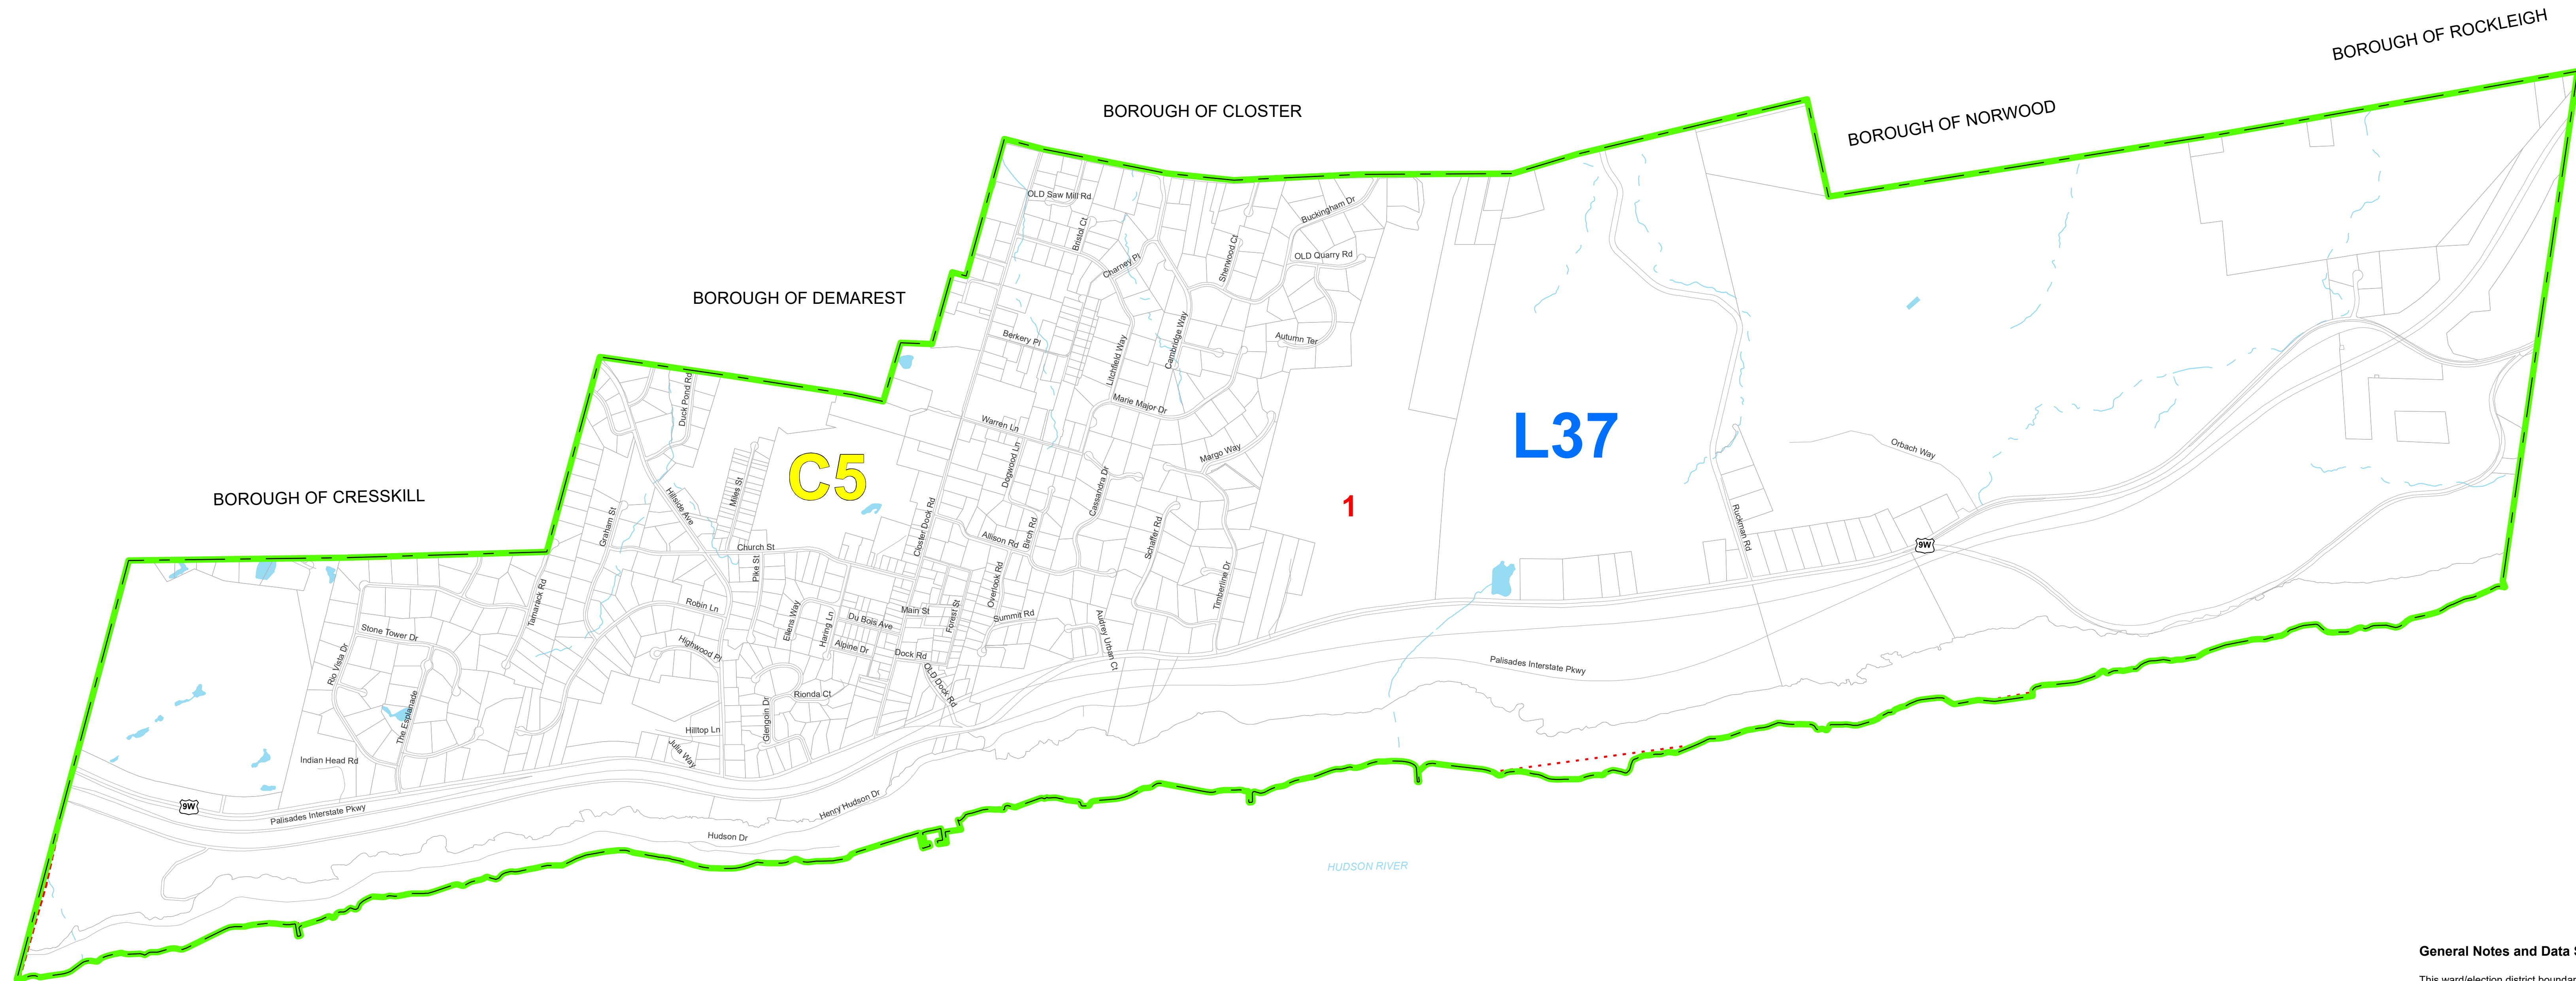 BOROUGH OF ROCKLEIGH
BOROUGH OF CLOSTER
BOROUGH OF NORWOOD
OLD Saw Mill Rd
Buckingham Dr
Bristol Ct
Sherwood Ct
OLD Quarry Rd
Charney Pl
BOROUGH OF DEMAREST
Berkery Pl
Cambridge Way
Autumn Ter
Litchfield Way
Duck Pond Rd
Marie Major Dr
Warren Ln
L37
Orbach Way
Margo Way
Dogwood Ln
C5
Cassandra Dr
Miles St
BOROUGH OF CRESSKILL
Hillside Ave
1
Closter Dock Rd
Graham St
Ruckman Rd
Birch Rd
Schaffer Rd
Allison Rd
Church St
9W
Pike St
Overlook Rd
Timberline Dr
Tamarack Rd
Robin Ln
Ellens Way
Haring Ln
Main St
Forest St
Summit Rd
Du Bois Ave
Audrey Urban Ct
Stone Tower Dr
Highwood Pl
Alpine Dr
Dock Rd
Rio Vista Dr
Palisades Interstate Pkwy
OLD Dock Rd
Rionda Ct
The Esplanade
Glengoin Dr
Hilltop Ln
Julia Way
Indian Head Rd
9W
Palisades Interstate Pkwy
Henry Hudson Dr
Hudson Dr
HUDSON RIVER
General Notes and Data
This ward/election district